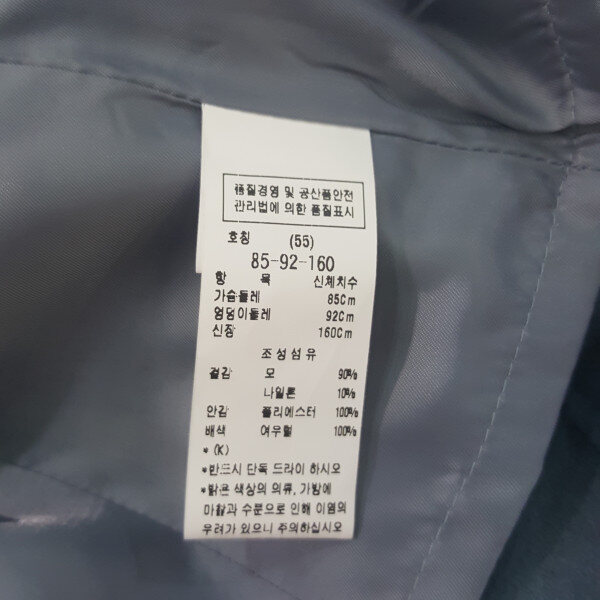 품질경영 및 공산품안전
관리법에 의한 품질표시
호칭 (55)
85-92-160
항 목 신체치수
가슴둘레 85Cm
엉덩이둘레 92Cm
신장 160Cm
조성섬유
겉감 모 90%
나일론 10%
안감 폴리에스터 100%
배색 여우털 100%
*(K)
*반드시 단독 드라이 하시오
*밝은 색상의 의류, 가방에
마찰과 수분으로 인해 이염의
우려가 있으니 주의하십시오